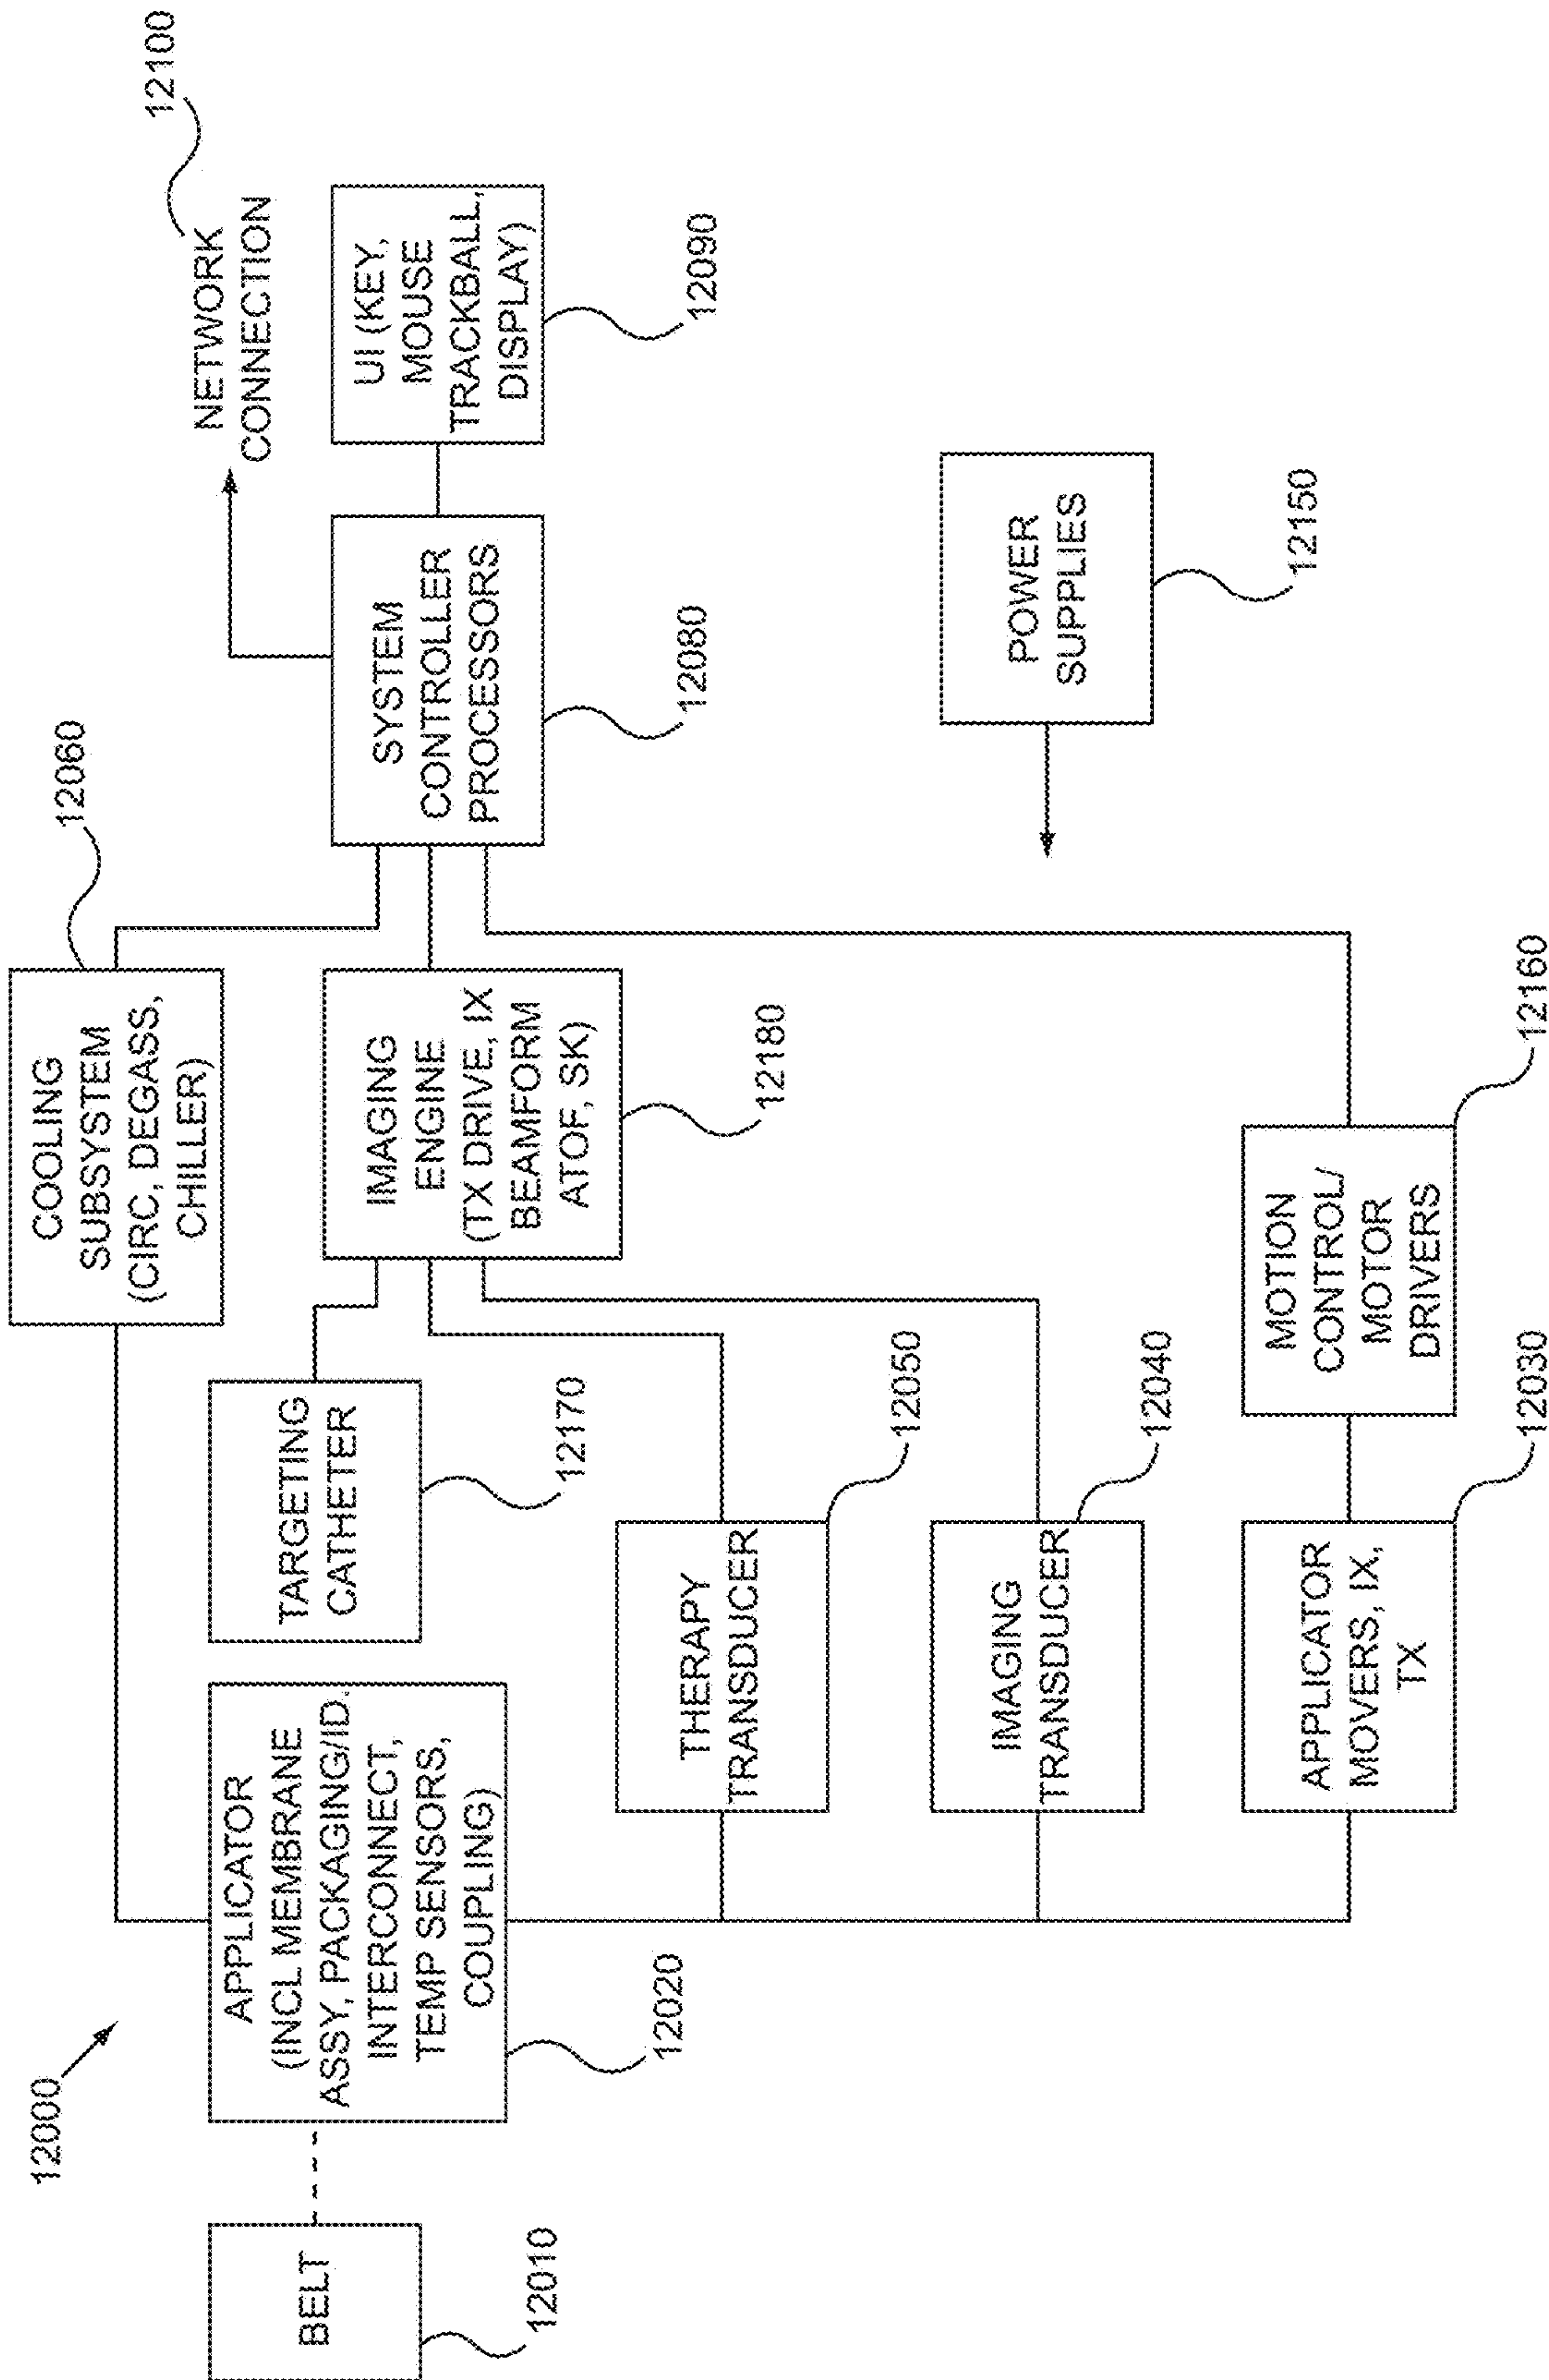 12000
BELT
12010
APPLICATOR
(INCL MEMBRANE
ASSY, PACKAGING/ID.
INTERCONNECT,
TEMP SENSORS,
COUPLING)
12020
COOLING
SUBSYSTEM
(CIRC, DEGASS,
CHILLER)
12060
TARGETING
CATHETER
12170
IMAGING
ENGINE
(TX DRIVE, IX
BEAMFORM
ATOF, SK)
12180
SYSTEM
CONTROLLER
PROCESSORS
12080
NETWORK
CONNECTION
12100
UI (KEY,
MOUSE
TRACKBALL,
DISPLAY)
12090
THERAPY
TRANSDUCER
12050
IMAGING
TRANSDUCER
12040
APPLICATOR
MOVERS, IX,
TX
12030
MOTION
CONTROL/
MOTOR
DRIVERS
12160
POWER
SUPPLIES
12150